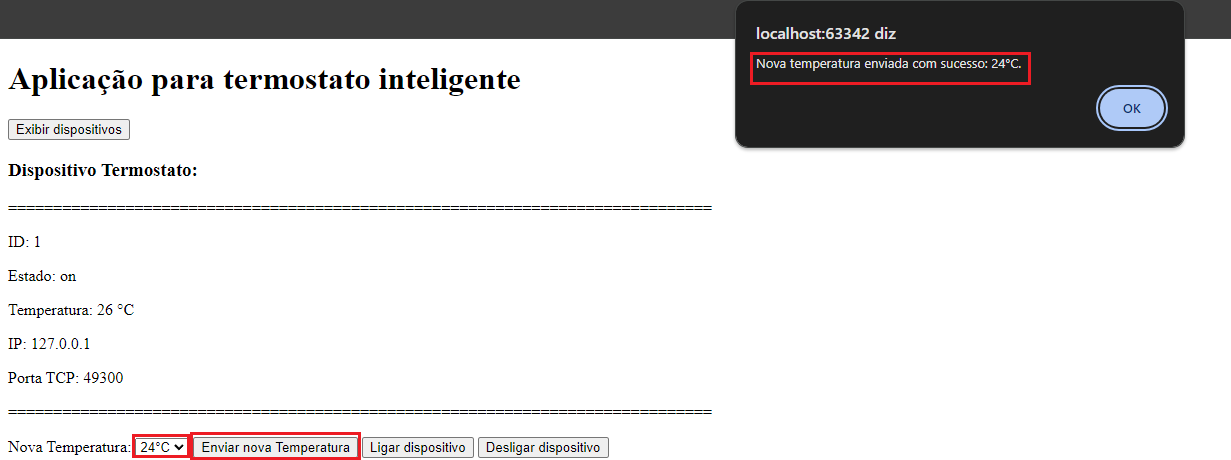 localhost:63342 diz
Nova temperatura enviada com sucesso: 24°C.
OK
Aplicação para termostato inteligente
Exibir dispositivos
Dispositivo Termostato:
==============================================================================
ID: 1
Estado: on
Temperatura: 26 °C
IP: 127.0.0.1
Porta TCP: 49300
==============================================================================
Nova Temperatura: 24°C Enviar nova Temperatura Ligar dispositivo Desligar dispositivo